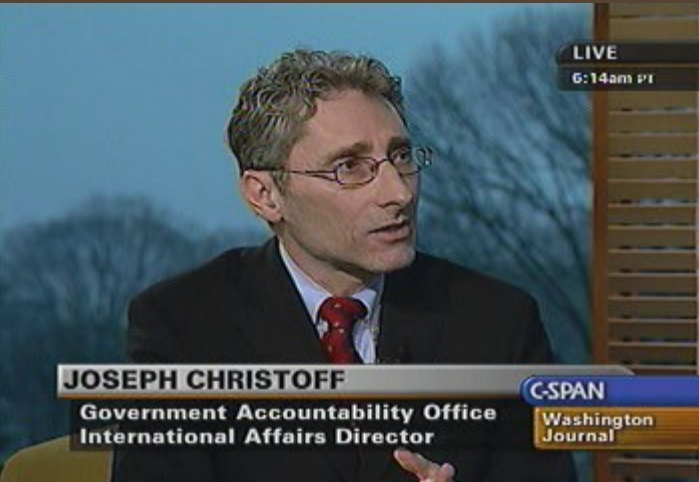 LIVE
6:14am PT
JOSEPH CHRISTOFF
Government Accountability Office
International Affairs Director
C-SPAN
Washington
Journal